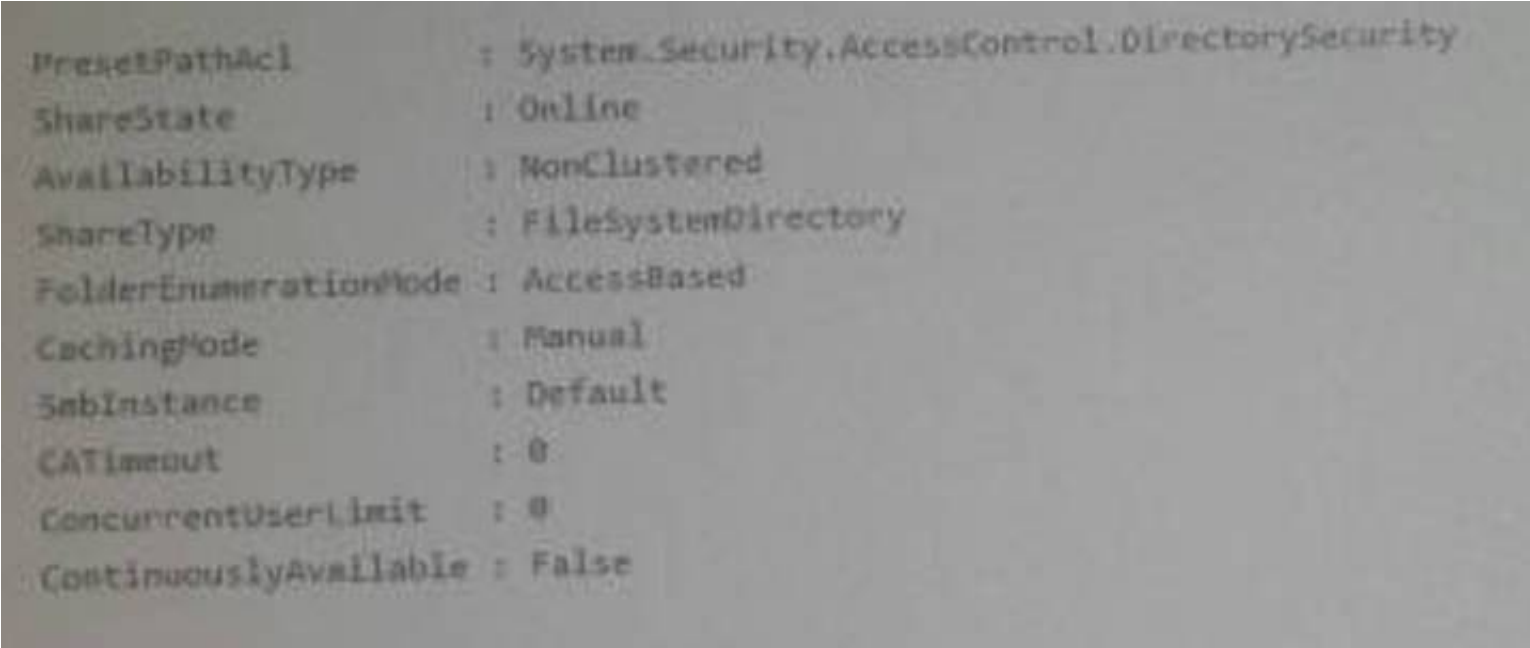 PresetPathAcl : System.Security.AccessControl.DirectorySecurity
ShareState : Online
AvailabilityType : NonClustered
ShareType : FileSystemDirectory
FolderEnumerationMode : AccessBased
CachingMode : Manual
SmbInstance : Default
CATimeout : 0
ConcurrentUserLimit : 0
ContinuouslyAvailable : False